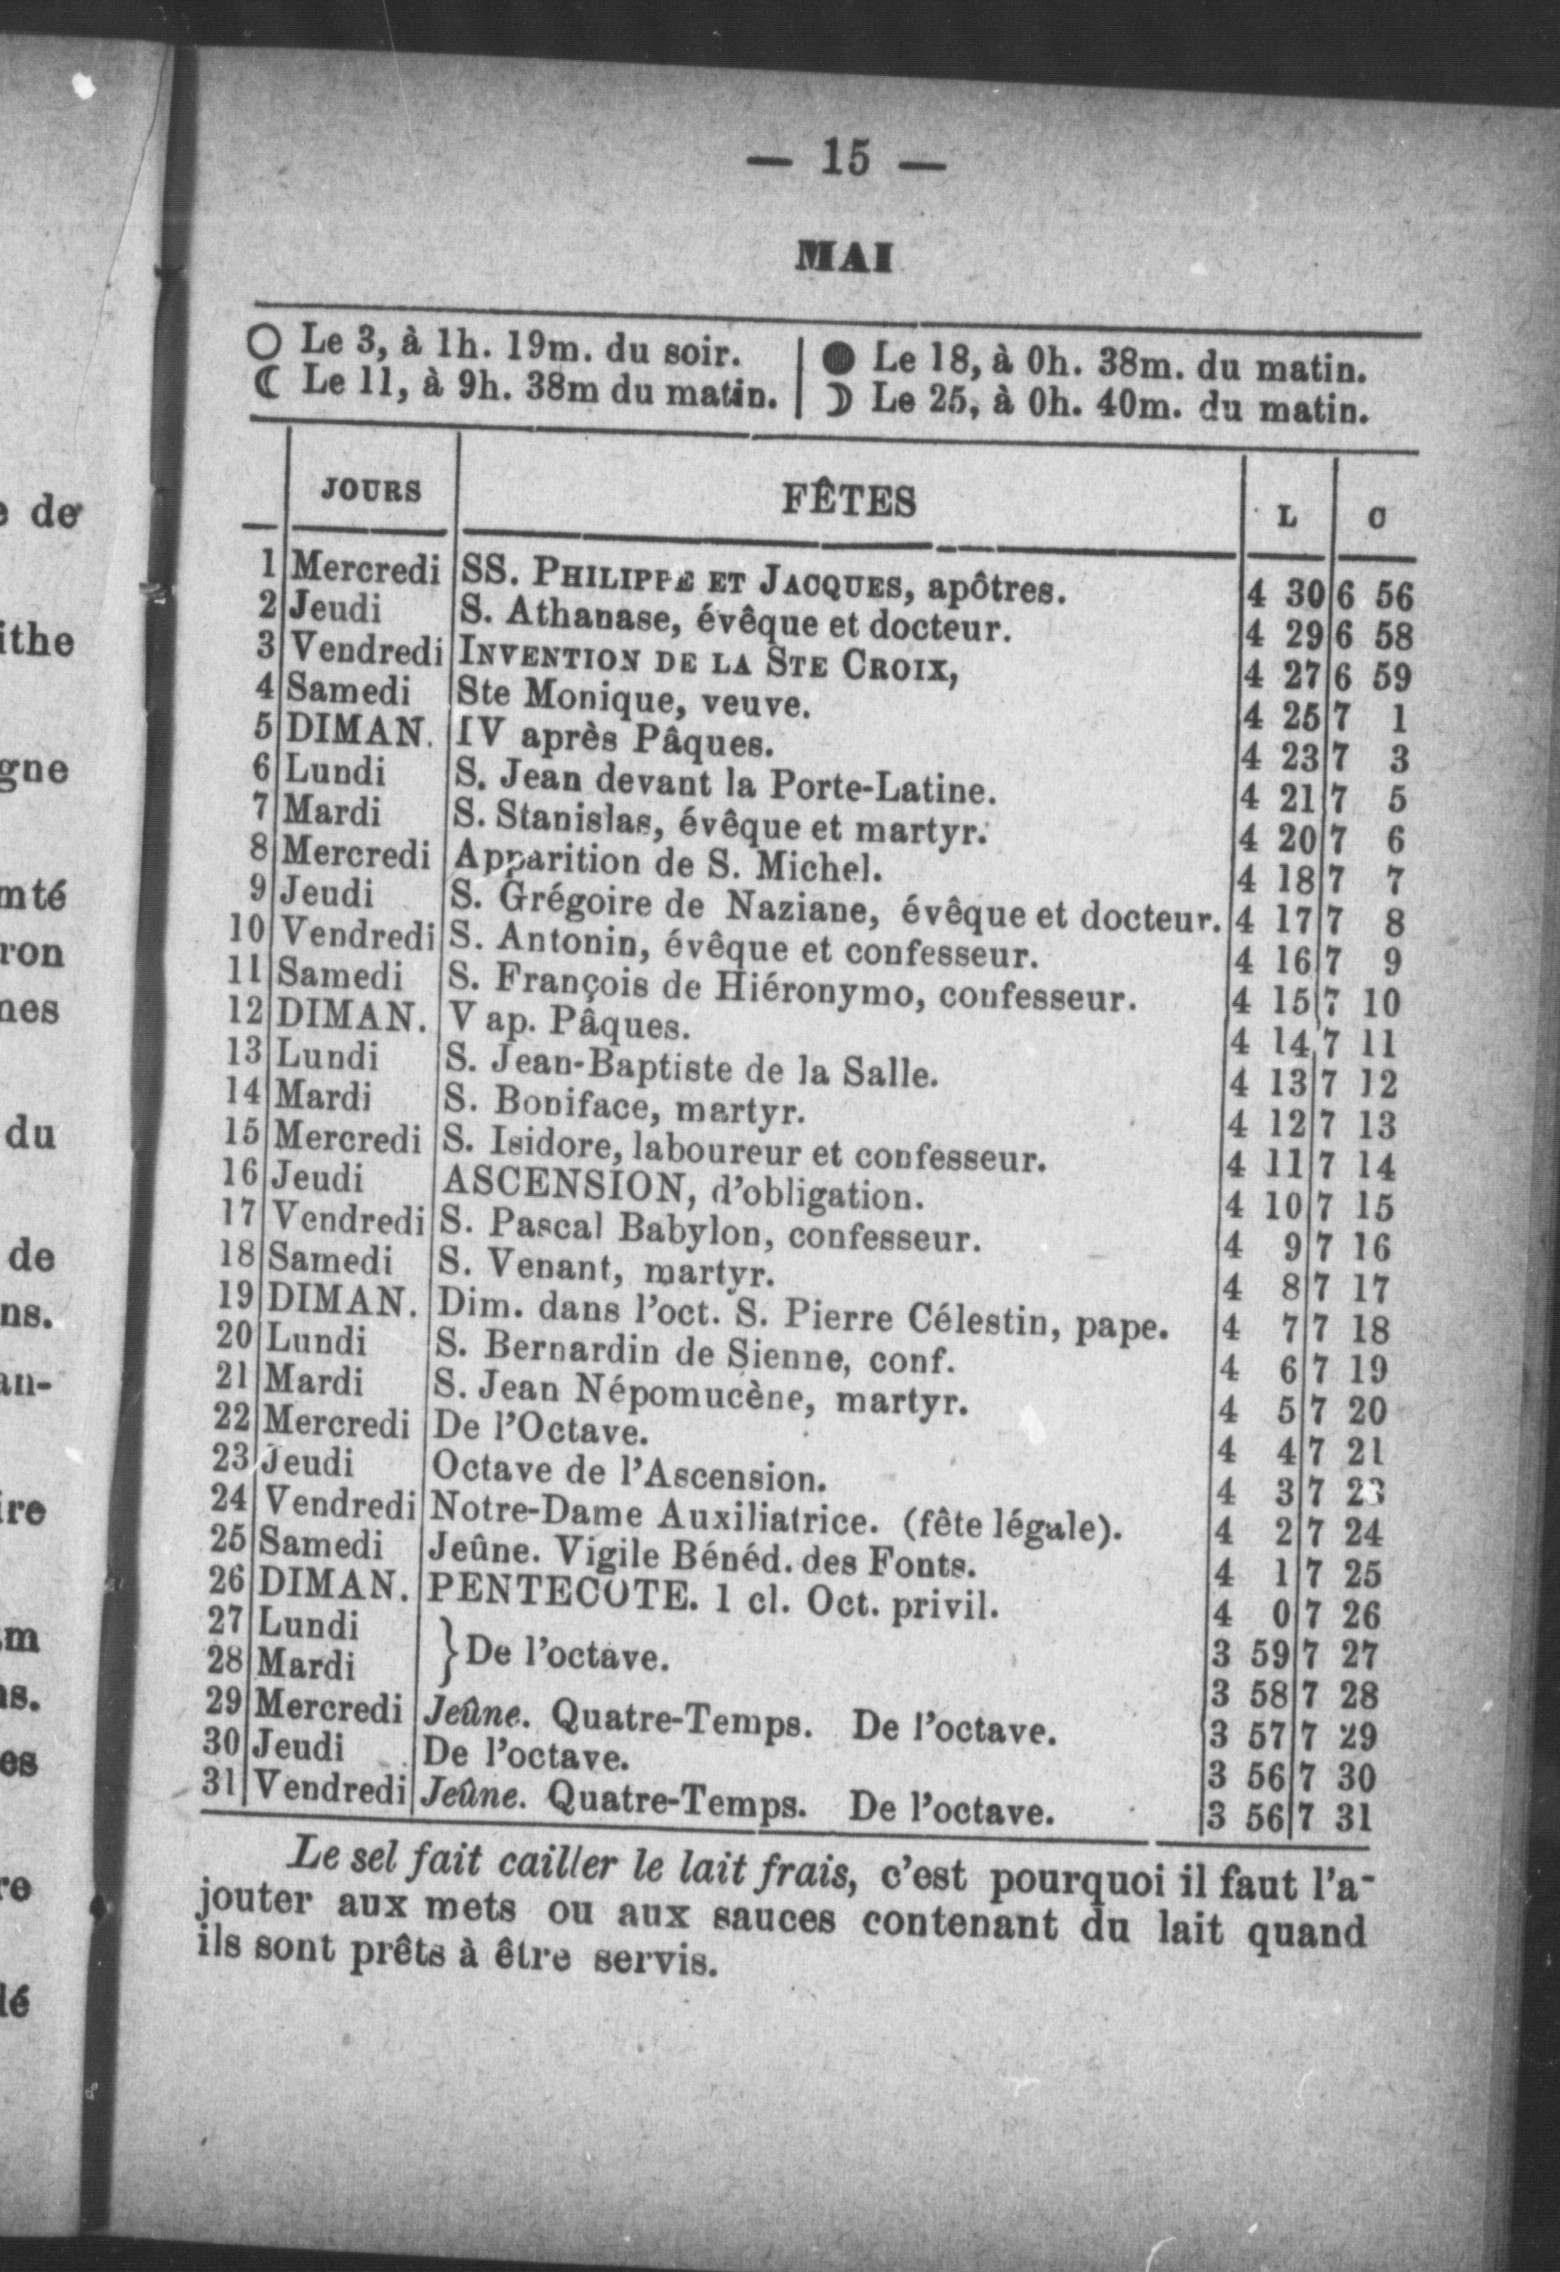 — 15 —
MAI
○ Le 3, à 1h. 19m. du soir.
☾ Le 11, à 9h. 38m du matin.
● Le 18, à 0h. 38m. du matin.
☽ Le 25, à 0h. 40m. du matin.
JOURS FÊTES L C
1 Mercredi SS. PHILIPPE ET JACQUES, apôtres. 4 30 6 56
2 Jeudi S. Athanase, évêque et docteur. 4 29 6 58
3 Vendredi INVENTION DE LA STE CROIX, 4 27 6 59
4 Samedi Ste Monique, veuve. 4 25 7 1
5 DIMAN. IV après Pâques. 4 23 7 3
6 Lundi S. Jean devant la Porte-Latine. 4 21 7 5
7 Mardi S. Stanislas, évêque et martyr. 4 20 7 6
8 Mercredi Apparition de S. Michel. 4 18 7 7
9 Jeudi S. Grégoire de Naziane, évêque et docteur. 4 17 7 8
10 Vendredi S. Antonin, évêque et confesseur. 4 16 7 9
11 Samedi S. François de Hiéronymo, confesseur. 4 15 7 10
12 DIMAN. V ap. Pâques. 4 14 7 11
13 Lundi S. Jean-Baptiste de la Salle. 4 13 7 12
14 Mardi S. Boniface, martyr. 4 12 7 13
15 Mercredi S. Isidore, laboureur et confesseur. 4 11 7 14
16 Jeudi ASCENSION, d'obligation. 4 10 7 15
17 Vendredi S. Pascal Babylon, confesseur. 4 9 7 16
18 Samedi S. Venant, martyr. 4 8 7 17
19 DIMAN. Dim. dans l'oct. S. Pierre Célestin, pape. 4 7 7 18
20 Lundi S. Bernardin de Sienne, conf. 4 6 7 19
21 Mardi S. Jean Népomucène, martyr. 4 5 7 20
22 Mercredi De l'Octave. 4 4 7 21
23 Jeudi Octave de l'Ascension. 4 3 7 23
24 Vendredi Notre-Dame Auxiliatrice. (fête légale). 4 2 7 24
25 Samedi Jeûne. Vigile Bénéd. des Fonts. 4 1 7 25
26 DIMAN. PENTECOTE. 1 cl. Oct. privil. 4 0 7 26
27 Lundi } De l'octave. 3 59 7 27
28 Mardi 3 58 7 28
29 Mercredi Jeûne. Quatre-Temps. De l'octave. 3 57 7 29
30 Jeudi De l'octave. 3 56 7 30
31 Vendredi Jeûne. Quatre-Temps. De l'octave. 3 56 7 31
Le sel fait cailler le lait frais, c'est pourquoi il faut l'a-
jouter aux mets ou aux sauces contenant du lait quand
ils sont prêts à être servis.